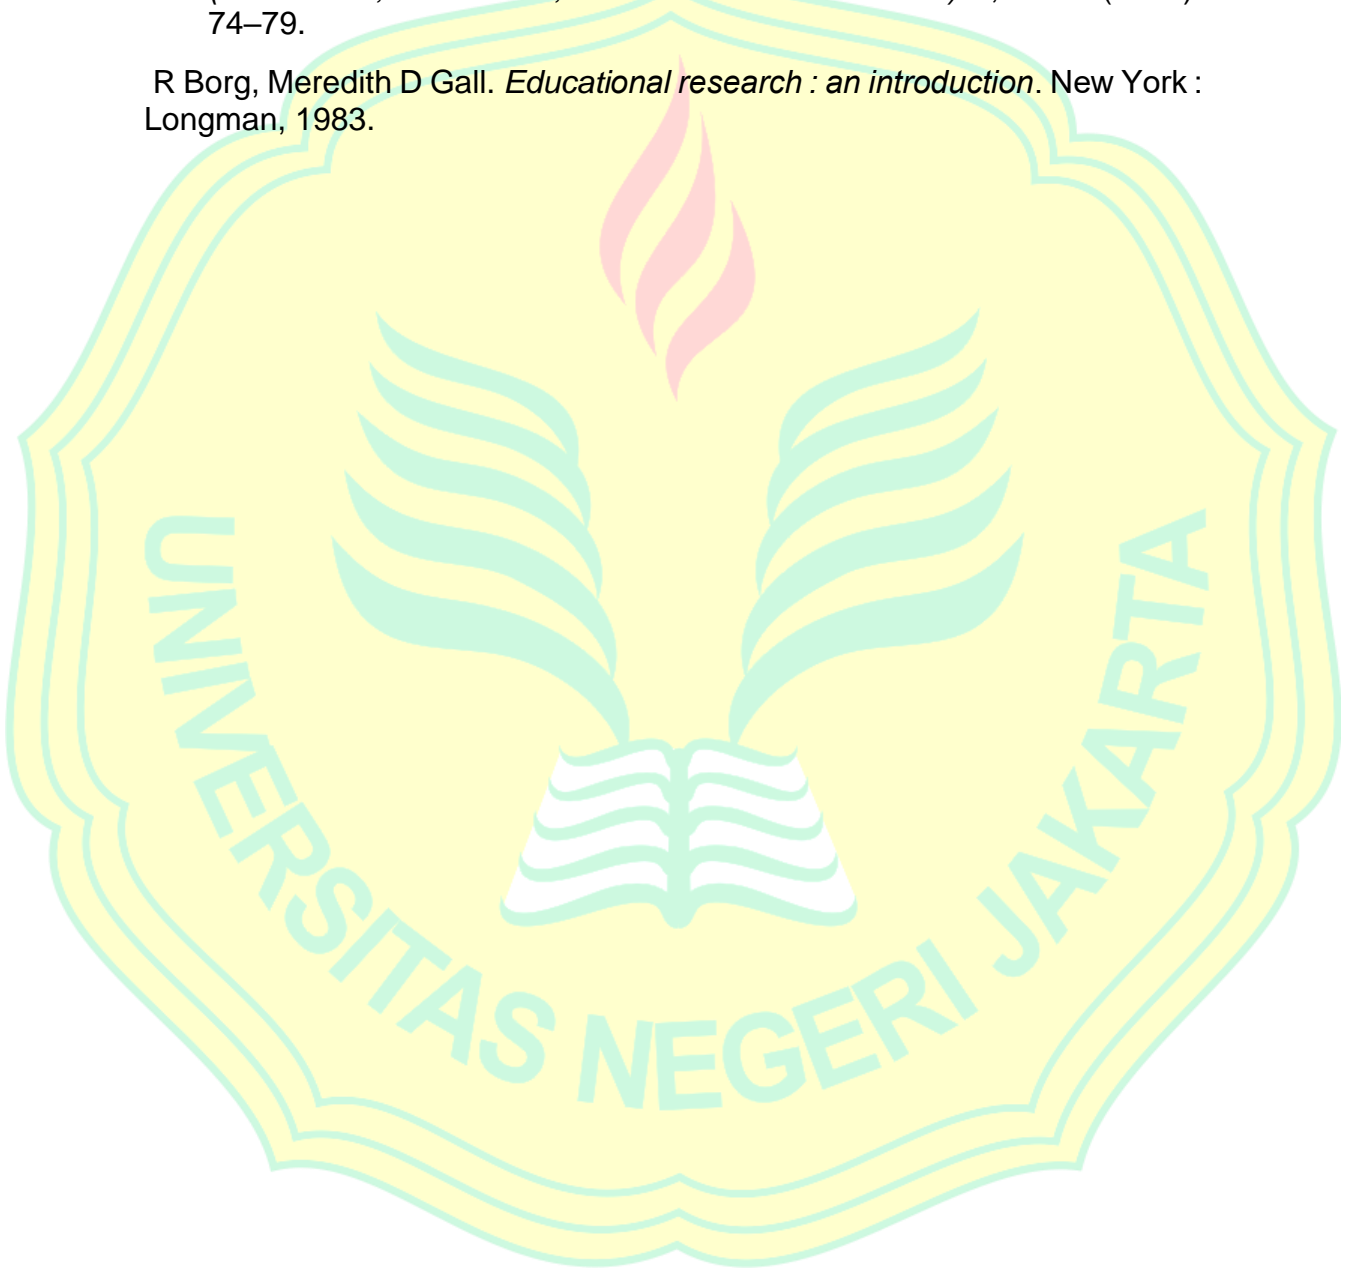 74–79.
R Borg, Meredith D Gall. Educational research : an introduction. New York :
Longman, 1983.
UNIVERSITAS NEGERI JAKARTA